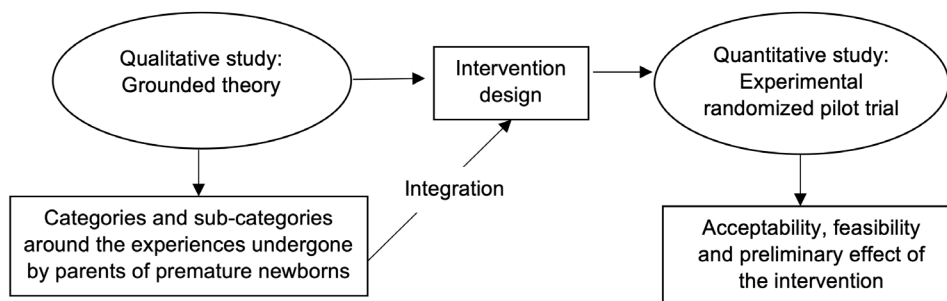 Qualitative study:
Grounded theory
Intervention
design
Quantitative study:
Experimental
randomized pilot trial
Integration
Categories and sub-categories
around the experiences undergone
by parents of premature newborns
Acceptability, feasibility
and preliminary effect of
the intervention